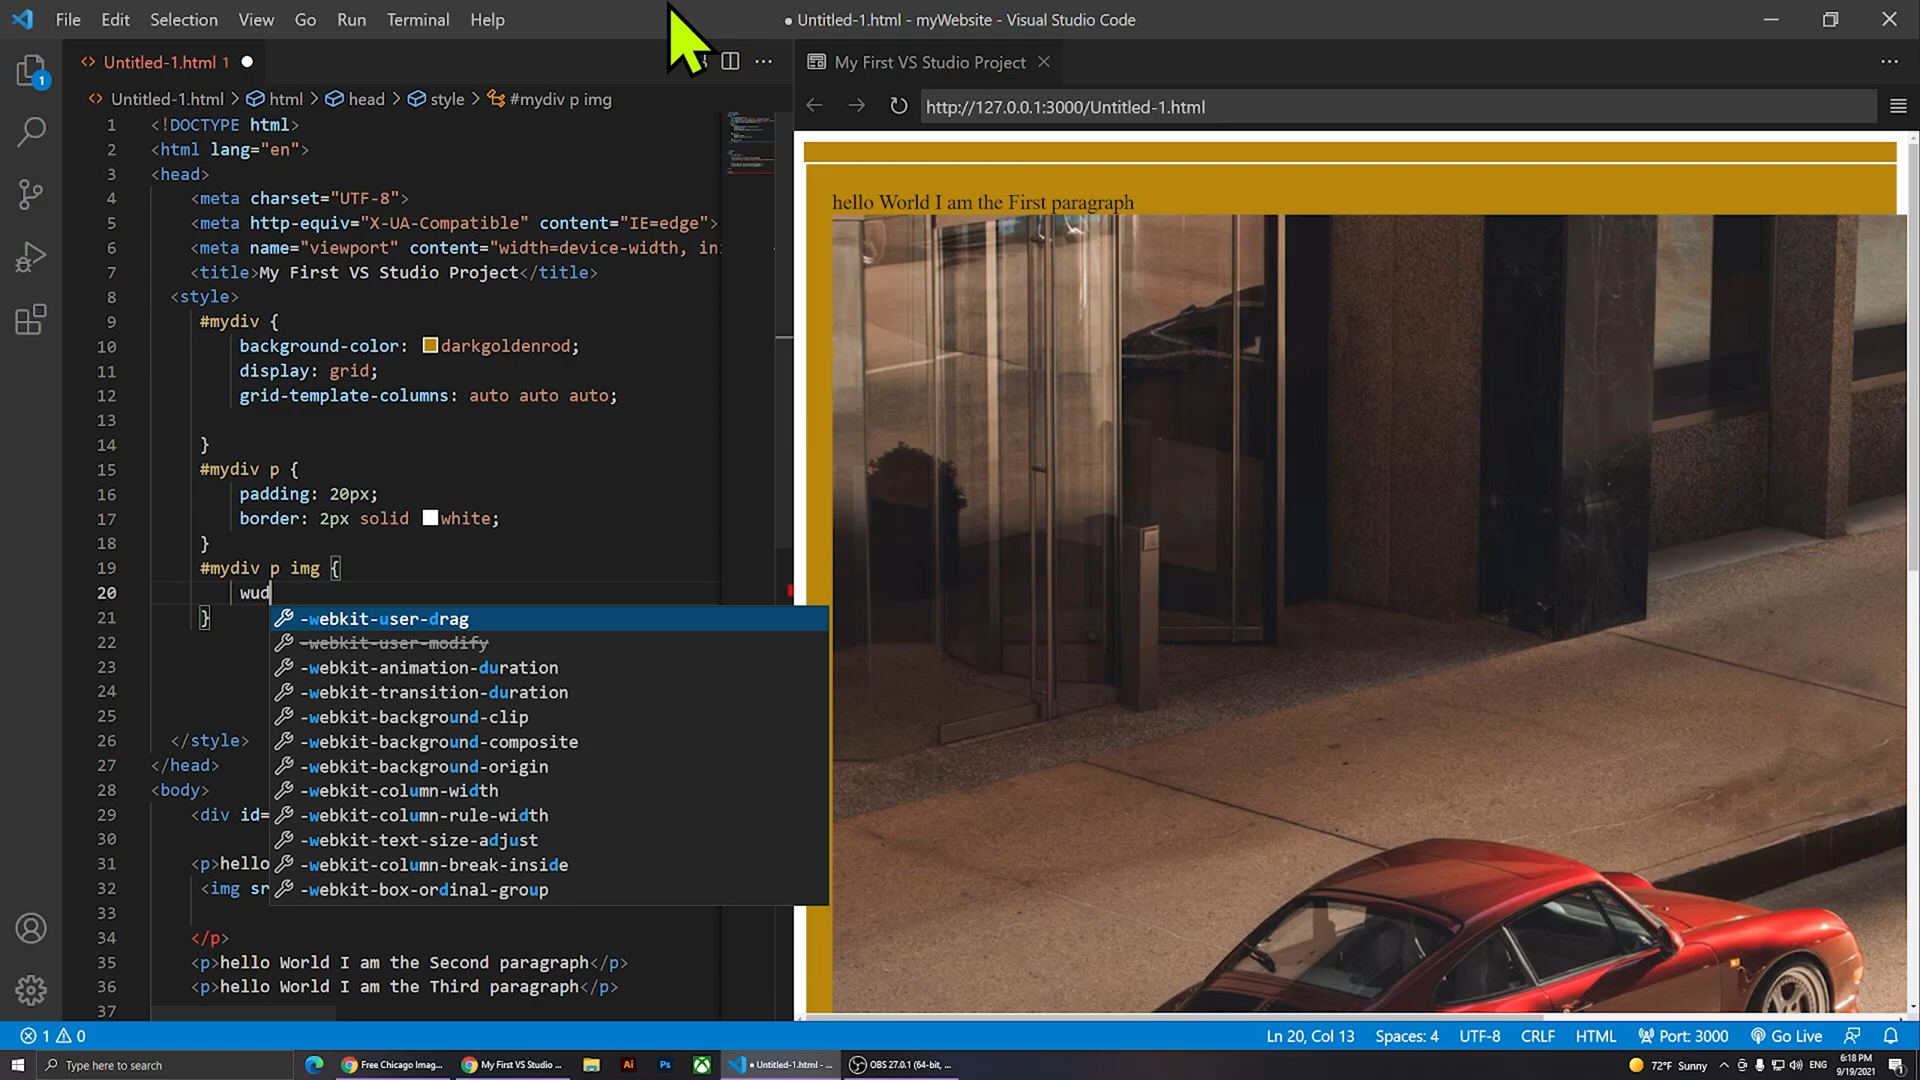 File Edit Selection View Go Run Terminal Help
● Untitled-1.html - myWebsite - Visual Studio Code
Untitled-1.html 1
My First VS Studio Project
Untitled-1.html > html > head > style > #mydiv p img
http://127.0.0.1:3000/Untitled-1.html
1 <!DOCTYPE html>
2 <html lang="en">
3 <head>
4 <meta charset="UTF-8">
5 <meta http-equiv="X-UA-Compatible" content="IE=edge">
6 <meta name="viewport" content="width=device-width, in
7 <title>My First VS Studio Project</title>
8 <style>
9 #mydiv {
10 background-color: darkgoldenrod;
11 display: grid;
12 grid-template-columns: auto auto auto;
13
14 }
15 #mydiv p {
16 padding: 20px;
17 border: 2px solid white;
18 }
19 #mydiv p img {
20 wud
21 }
22
23
24
25
26 </style>
27 </head>
28 <body>
29 <div id=
30
31 <p>hello
32 <img sr
33
34 </p>
35 <p>hello World I am the Second paragraph</p>
36 <p>hello World I am the Third paragraph</p>
37
-webkit-user-drag
-webkit-user-modify
-webkit-animation-duration
-webkit-transition-duration
-webkit-background-clip
-webkit-background-composite
-webkit-background-origin
-webkit-column-width
-webkit-column-rule-width
-webkit-text-size-adjust
-webkit-column-break-inside
-webkit-box-ordinal-group
hello World I am the First paragraph
1
1 0
Ln 20, Col 13 Spaces: 4 UTF-8 CRLF HTML Port: 3000 Go Live
Type here to search
Free Chicago Imag...
My First VS Studio ...
Ai
Ps
● Untitled-1.html - ...
OBS 27.0.1 (64-bit, ...
72°F Sunny
ENG
6:18 PM
9/19/2021